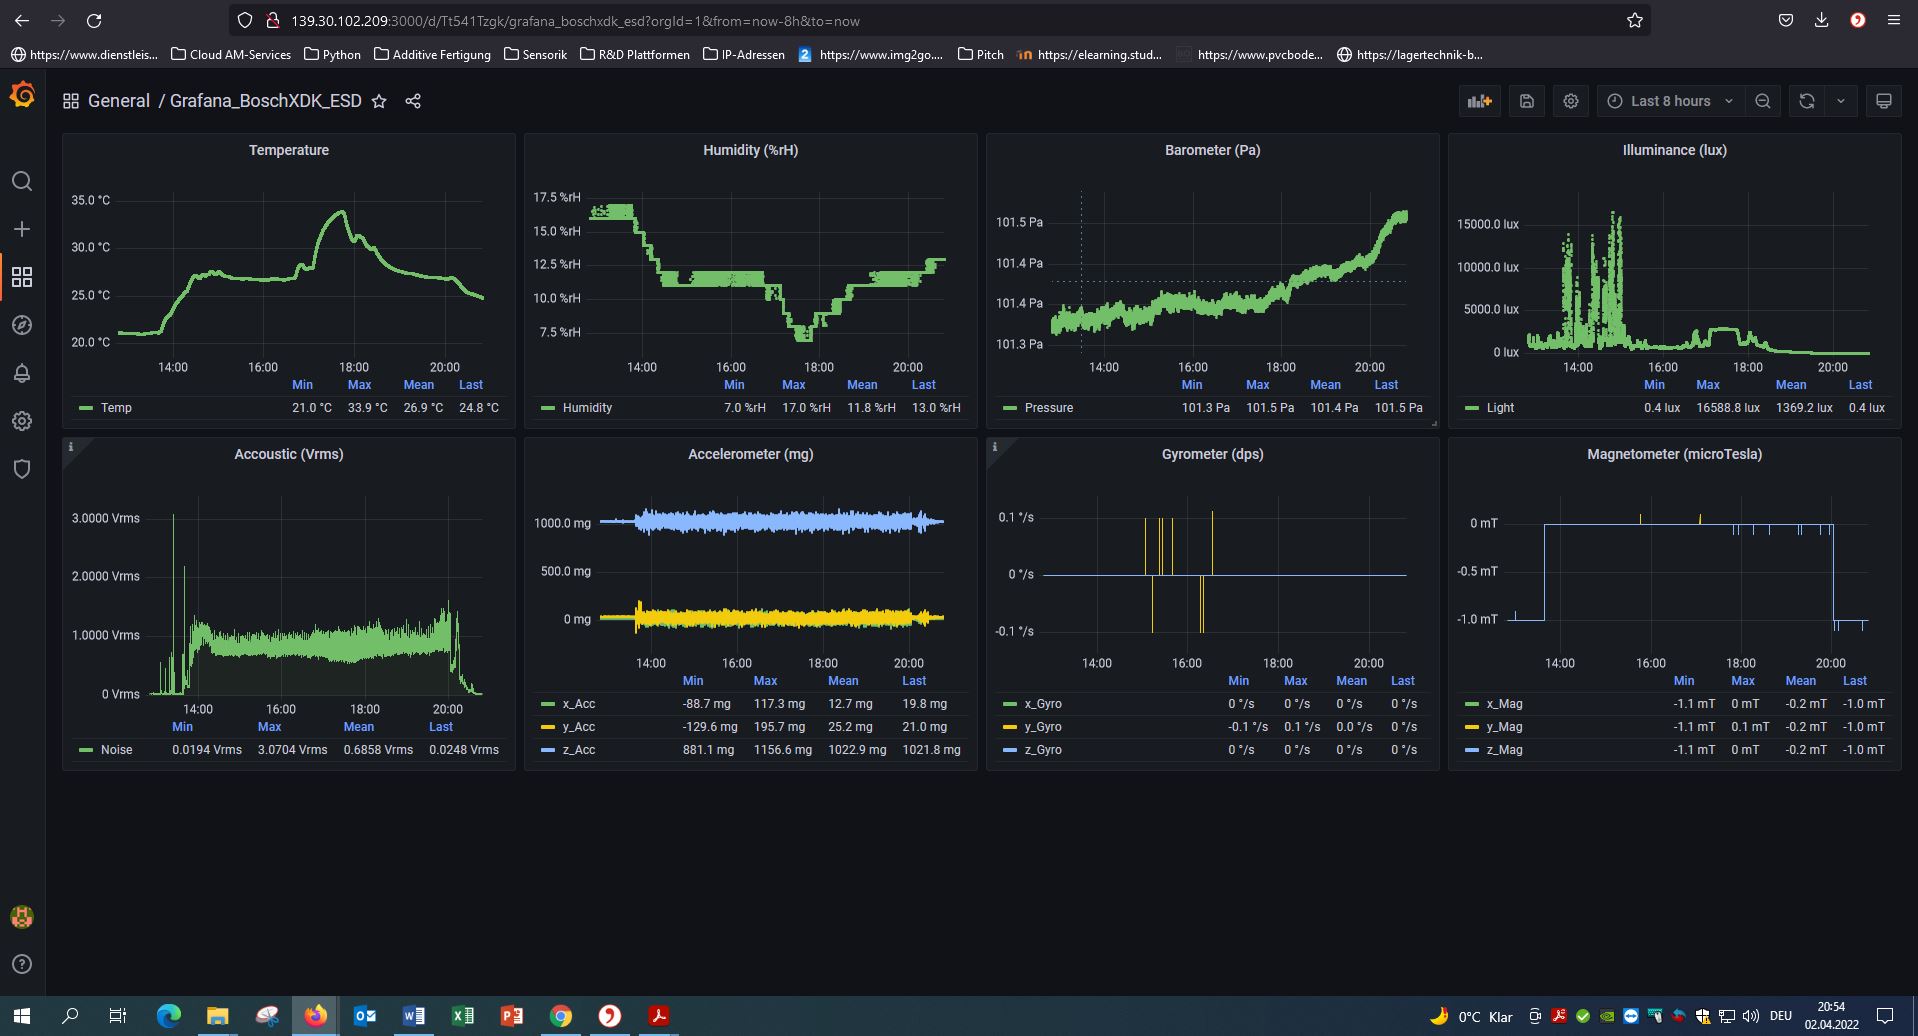 139.30.102.209:3000/d/Tt541Tzgk/grafana_boschxdk_esd?orgId=1&from=now-8h&to=now
https://www.dienstleis... Cloud AM-Services Python Additive Fertigung Sensorik R&D Plattformen IP-Adressen 2 https://www.img2go.... Pitch https://elearning.stud... https://www.pvcbode... https://lagertechnik-b...
General / Grafana_BoschXDK_ESD Last 8 hours
Temperature
35.0 °C
30.0 °C
25.0 °C
20.0 °C
14:00 16:00 18:00 20:00
Min Max Mean Last
Temp 21.0 °C 33.9 °C 26.9 °C 24.8 °C
Humidity (%rH)
17.5 %rH
15.0 %rH
12.5 %rH
10.0 %rH
7.5 %rH
14:00 16:00 18:00 20:00
Min Max Mean Last
Humidity 7.0 %rH 17.0 %rH 11.8 %rH 13.0 %rH
Barometer (Pa)
101.5 Pa
101.4 Pa
101.4 Pa
101.3 Pa
14:00 16:00 18:00 20:00
Min Max Mean Last
Pressure 101.3 Pa 101.5 Pa 101.4 Pa 101.5 Pa
Illuminance (lux)
15000.0 lux
10000.0 lux
5000.0 lux
0 lux
14:00 16:00 18:00 20:00
Min Max Mean Last
Light 0.4 lux 16588.8 lux 1369.2 lux 0.4 lux
Accoustic (Vrms)
3.0000 Vrms
2.0000 Vrms
1.0000 Vrms
0 Vrms
14:00 16:00 18:00 20:00
Min Max Mean Last
Noise 0.0194 Vrms 3.0704 Vrms 0.6858 Vrms 0.0248 Vrms
Accelerometer (mg)
1000.0 mg
500.0 mg
0 mg
14:00 16:00 18:00 20:00
Min Max Mean Last
x_Acc -88.7 mg 117.3 mg 12.7 mg 19.8 mg
y_Acc -129.6 mg 195.7 mg 25.2 mg 21.0 mg
z_Acc 881.1 mg 1156.6 mg 1022.9 mg 1021.8 mg
Gyrometer (dps)
0.1 °/s
0 °/s
-0.1 °/s
14:00 16:00 18:00 20:00
Min Max Mean Last
x_Gyro 0 °/s 0 °/s 0 °/s 0 °/s
y_Gyro -0.1 °/s 0.1 °/s 0.0 °/s 0 °/s
z_Gyro 0 °/s 0 °/s 0 °/s 0 °/s
Magnetometer (microTesla)
0 mT
-0.5 mT
-1.0 mT
14:00 16:00 18:00 20:00
Min Max Mean Last
x_Mag -1.1 mT 0 mT -0.2 mT -1.0 mT
y_Mag -1.1 mT 0.1 mT -0.2 mT -1.0 mT
z_Mag -1.1 mT 0 mT -0.2 mT -1.0 mT
0°C Klar DEU
20:54
02.04.2022